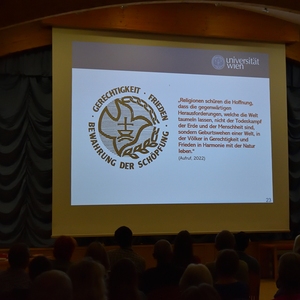 universität
wien
GERECHTIGKEIT · FRIEDEN
BEWAHRUNG DER SCHÖPFUNG
„Religionen schüren die Hoffnung,
dass die gegenwärtigen
Herausforderungen, welche die Welt
taumeln lassen, nicht der Todeskampf
der Erde und der Menschheit sind,
sondern Geburtswehen einer Welt, in
der Völker in Gerechtigkeit und
Frieden in Harmonie mit der Natur
leben."
(Aufruf, 2022)